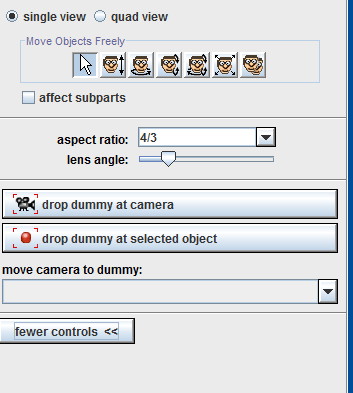 single view quad view
Move Objects Freely
affect subparts
aspect ratio: 4/3
lens angle:
drop dummy at camera
drop dummy at selected object
move camera to dummy:
fewer controls <<